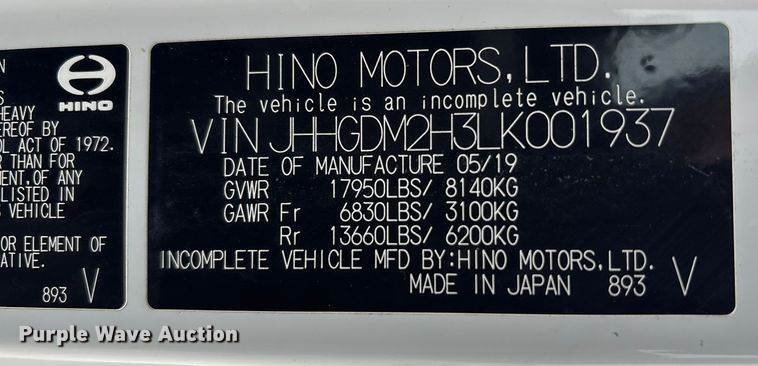 N
S
HEAVY
EREOF BY
OL ACT OF 1972.
R THAN FOR
MENT.OF ANY
LISTED IN
S VEHICLE
OR ELEMENT OF
ATIVE.
893 V
HINO
HINO MOTORS,LTD.
The vehicle is an incomplete vehicle.
VIN JHHGDM2H3LK001937
DATE OF MANUFACTURE 05/19
GVWR 17950LBS/ 8140KG
GAWR Fr 6830LBS/ 3100KG
Rr 13660LBS/ 6200KG
INCOMPLETE VEHICLE MFD BY:HINO MOTORS,LTD.
MADE IN JAPAN 893 V
Purple Wave Auction